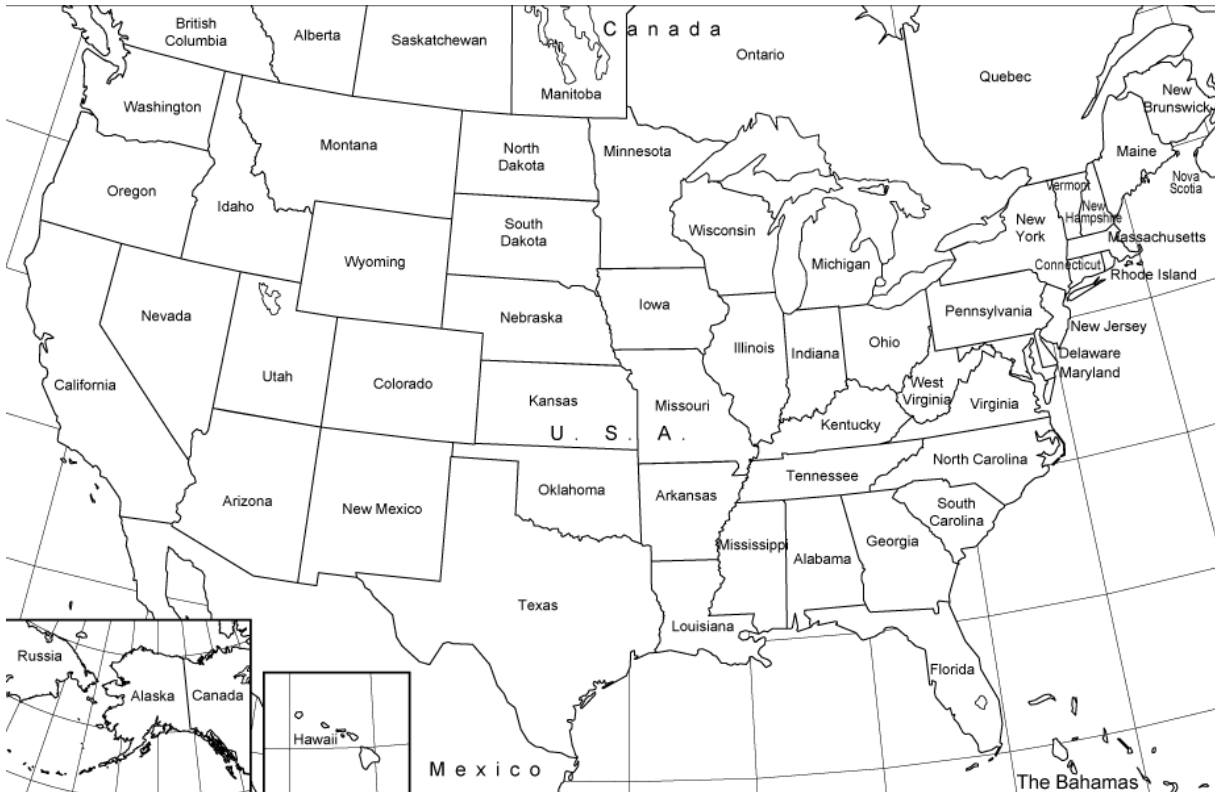 Canada
British
Columbia
Alberta
Saskatchewan
Manitoba
Ontario
Quebec
New
Brunswick
Nova
Scotia
Washington
Montana
North
Dakota
Minnesota
Maine
Oregon
Idaho
South
Dakota
Wisconsin
Vermont
New
Hampshire
New
York
Massachusetts
Wyoming
Michigan
Connecticut
Rhode Island
Iowa
Nebraska
Nevada
Pennsylvania
New Jersey
Illinois
Indiana
Ohio
Delaware
Maryland
California
Utah
Colorado
Kansas
Missouri
West
Virginia
Virginia
Kentucky
U. S. A.
North Carolina
Tennessee
Arizona
New Mexico
Oklahoma
Arkansas
South
Carolina
Mississippi
Alabama
Georgia
Texas
Louisiana
Florida
Russia
Alaska
Canada
Hawaii
Mexico
The Bahamas